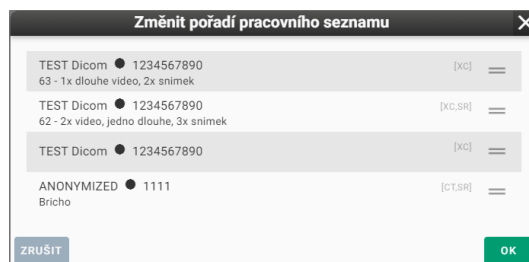 Změnit pořadí pracovního seznamu
TEST Dicom ● 1234567890 [XC]
63 - 1x dlouhe video, 2x snimek
TEST Dicom ● 1234567890 [XC,SR]
62 - 2x video, jedno dlouhe, 3x snimek
TEST Dicom ● 1234567890 [XC]
ANONYMIZED ● 1111 [CT,SR]
Bricho
ZRUŠIT OK